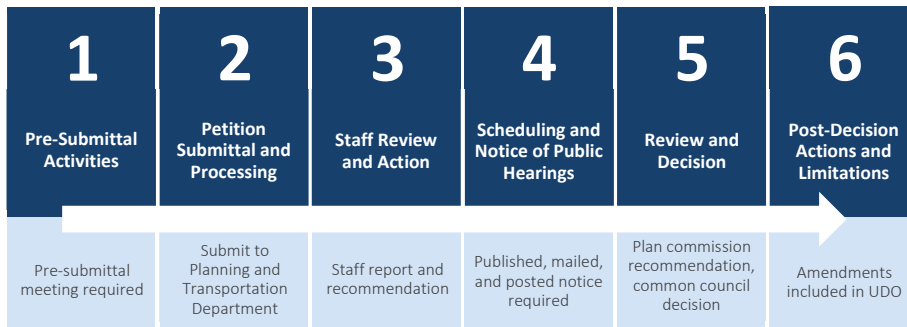 1
Pre-Submittal
Activities
Pre-submittal
meeting required
2
Petition
Submittal and
Processing
Submit to
Planning and
Transportation
Department
3
Staff Review
and Action
Staff report and
recommendation
4
Scheduling and
Notice of Public
Hearings
Published, mailed,
and posted notice
required
5
Review and
Decision
Plan commission
recommendation,
common council
decision
6
Post-Decision
Actions and
Limitations
Amendments
included in UDO